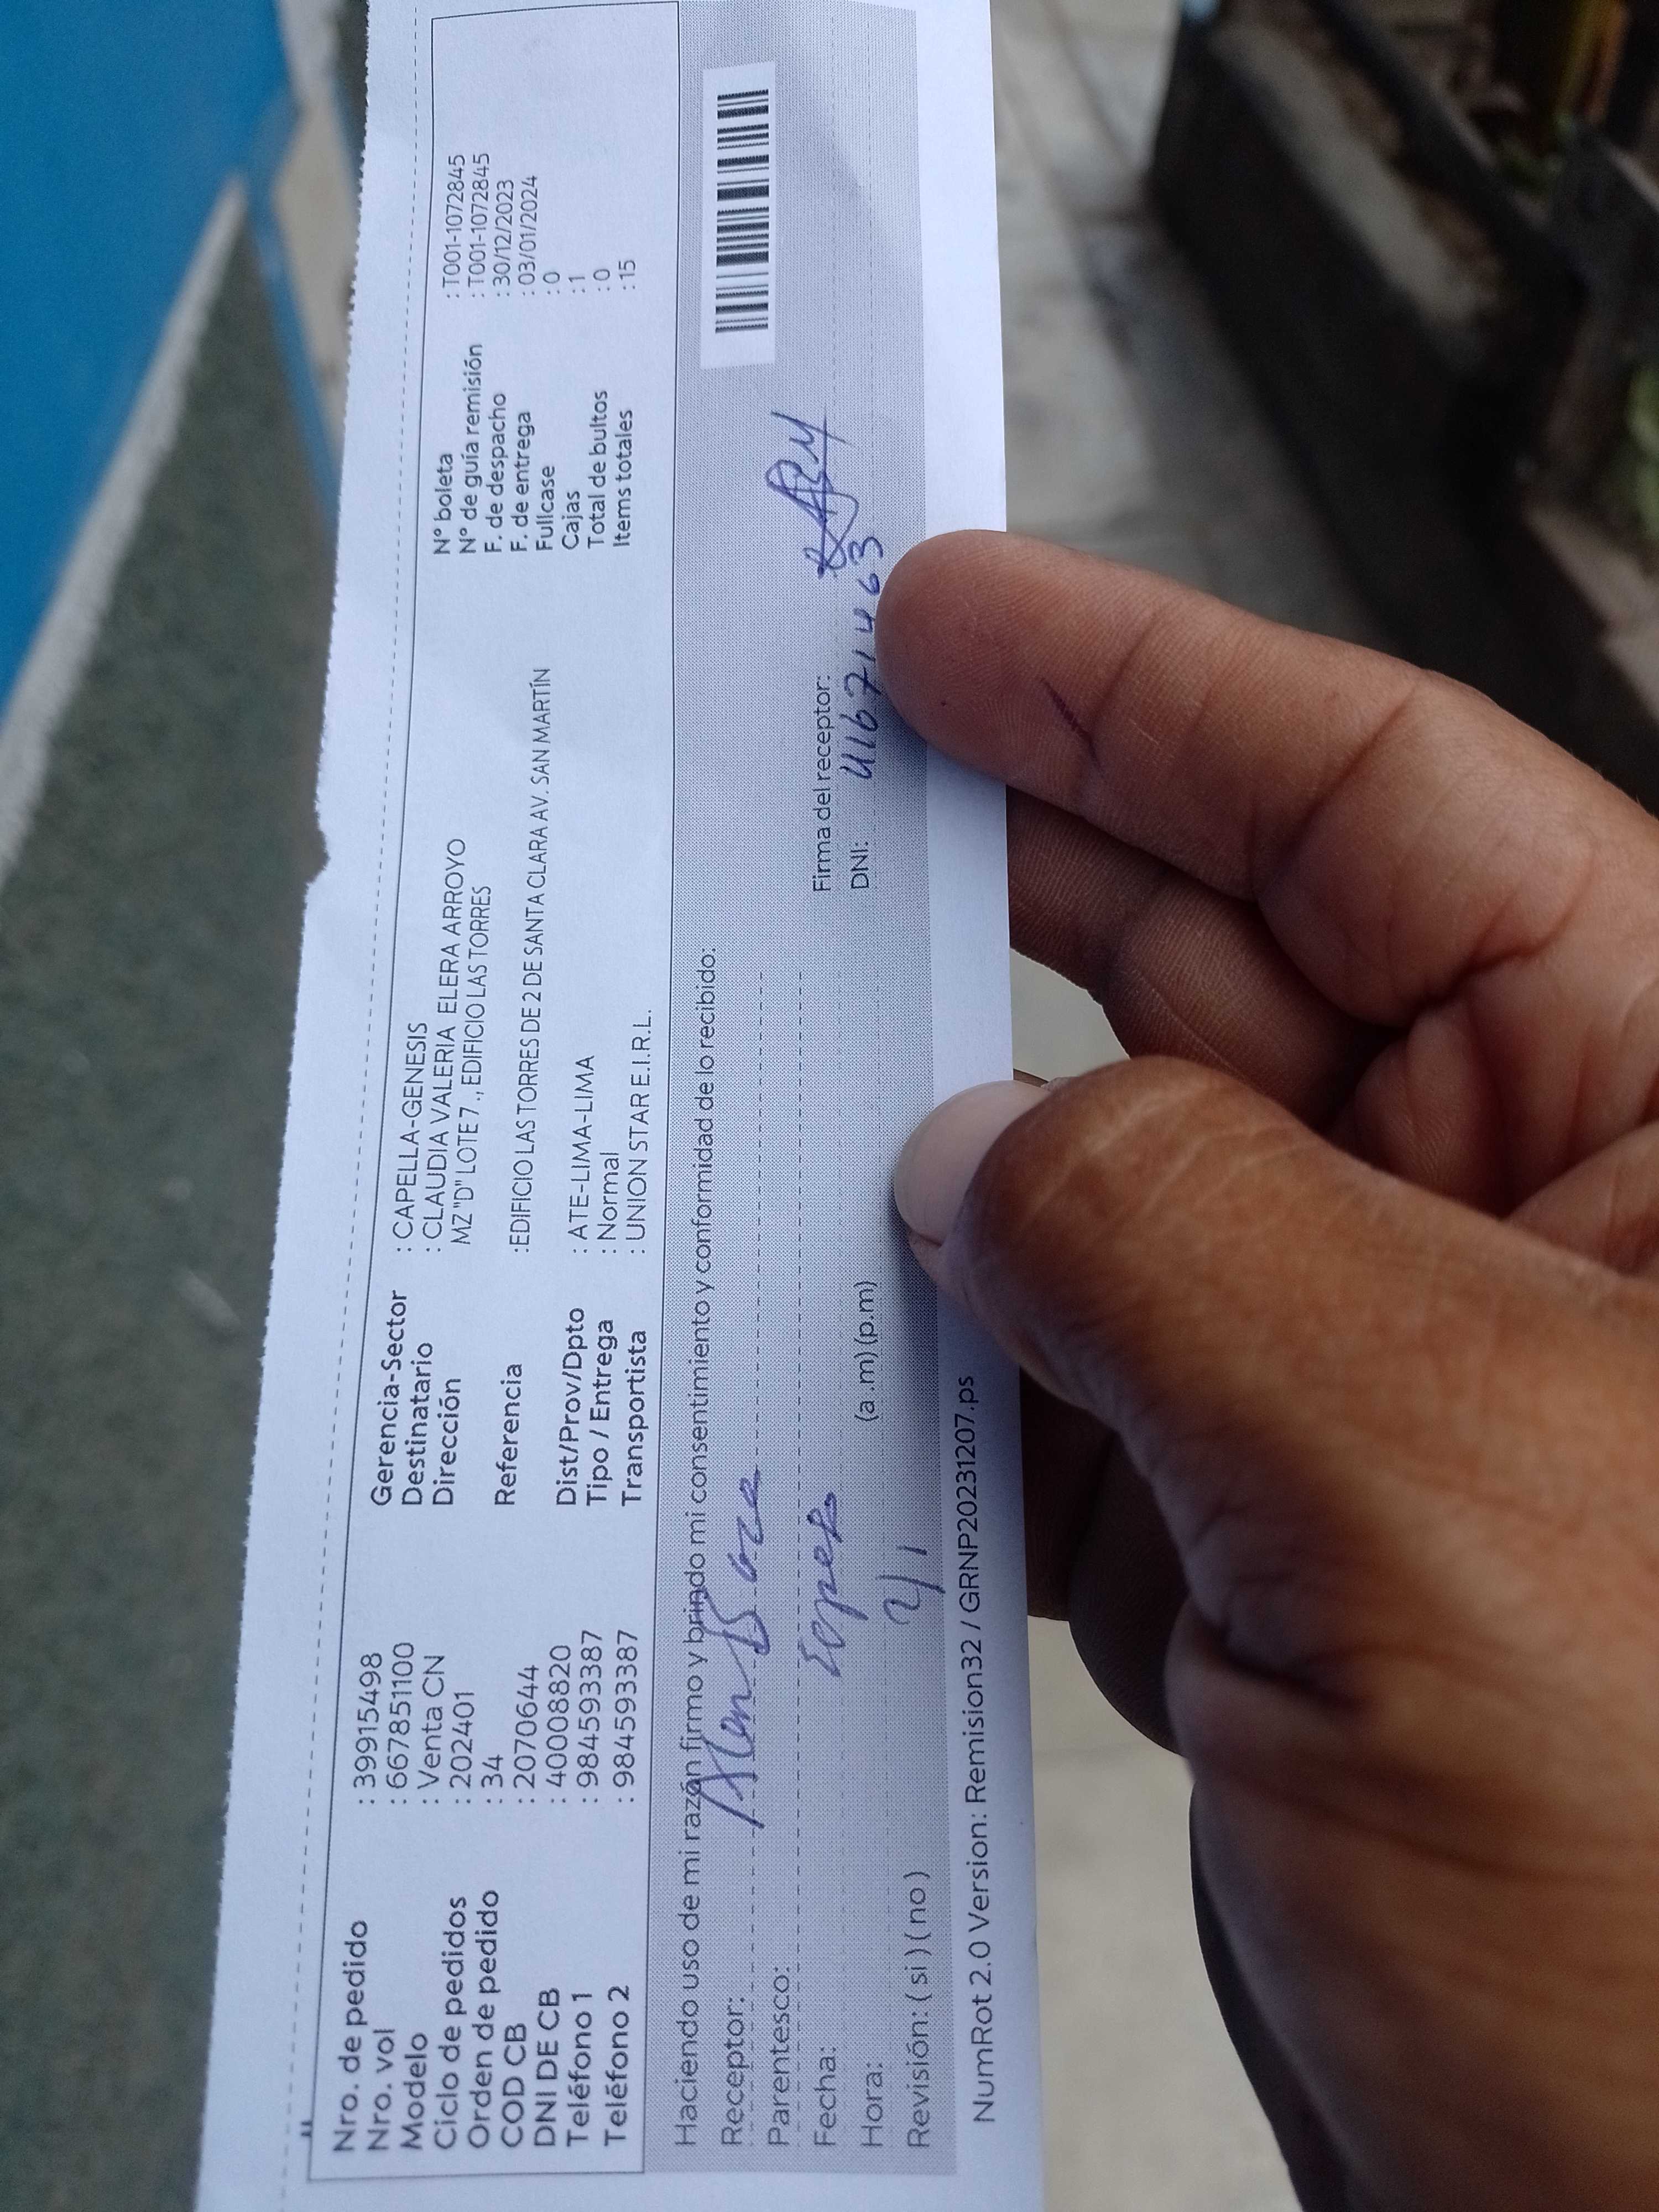 Nro. de pedido : 39915498
Nro. vol : 667851100
Modelo : Venta CN
Ciclo de pedidos : 202401
Orden de pedido : 34
COD CB : 2070644
DNI DE CB : 40008820
Teléfono 1 : 984593387
Teléfono 2 : 984593387
Gerencia-Sector : CAPELLA-GENESIS
Destinatario : CLAUDIA VALERIA ELERA ARROYO
Dirección MZ "D" LOTE 7 ., EDIFICIO LAS TORRES
Referencia :EDIFICIO LAS TORRES DE 2 DE SANTA CLARA AV. SAN MARTÍN
Dist/Prov/Dpto : ATE-LIMA-LIMA
Tipo / Entrega : Normal
Transportista : UNION STAR E.I.R.L.
N° boleta : T001-1072845
N° de guía remisión : T001-1072845
F. de despacho : 30/12/2023
F. de entrega : 03/01/2024
Fullcase : 0
Cajas : 1
Total de bultos : 0
Items totales : 15
Haciendo uso de mi razón firmo y brindo mi consentimiento y conformidad de lo recibido:
Receptor:
Parentesco:
Fecha:
Hora: (a.m) (p.m)
Revisión: ( si ) ( no )
Firma del receptor:
DNI: 41671463
NumRot 2.0 Version: Remision32 / GRNP20231207.ps